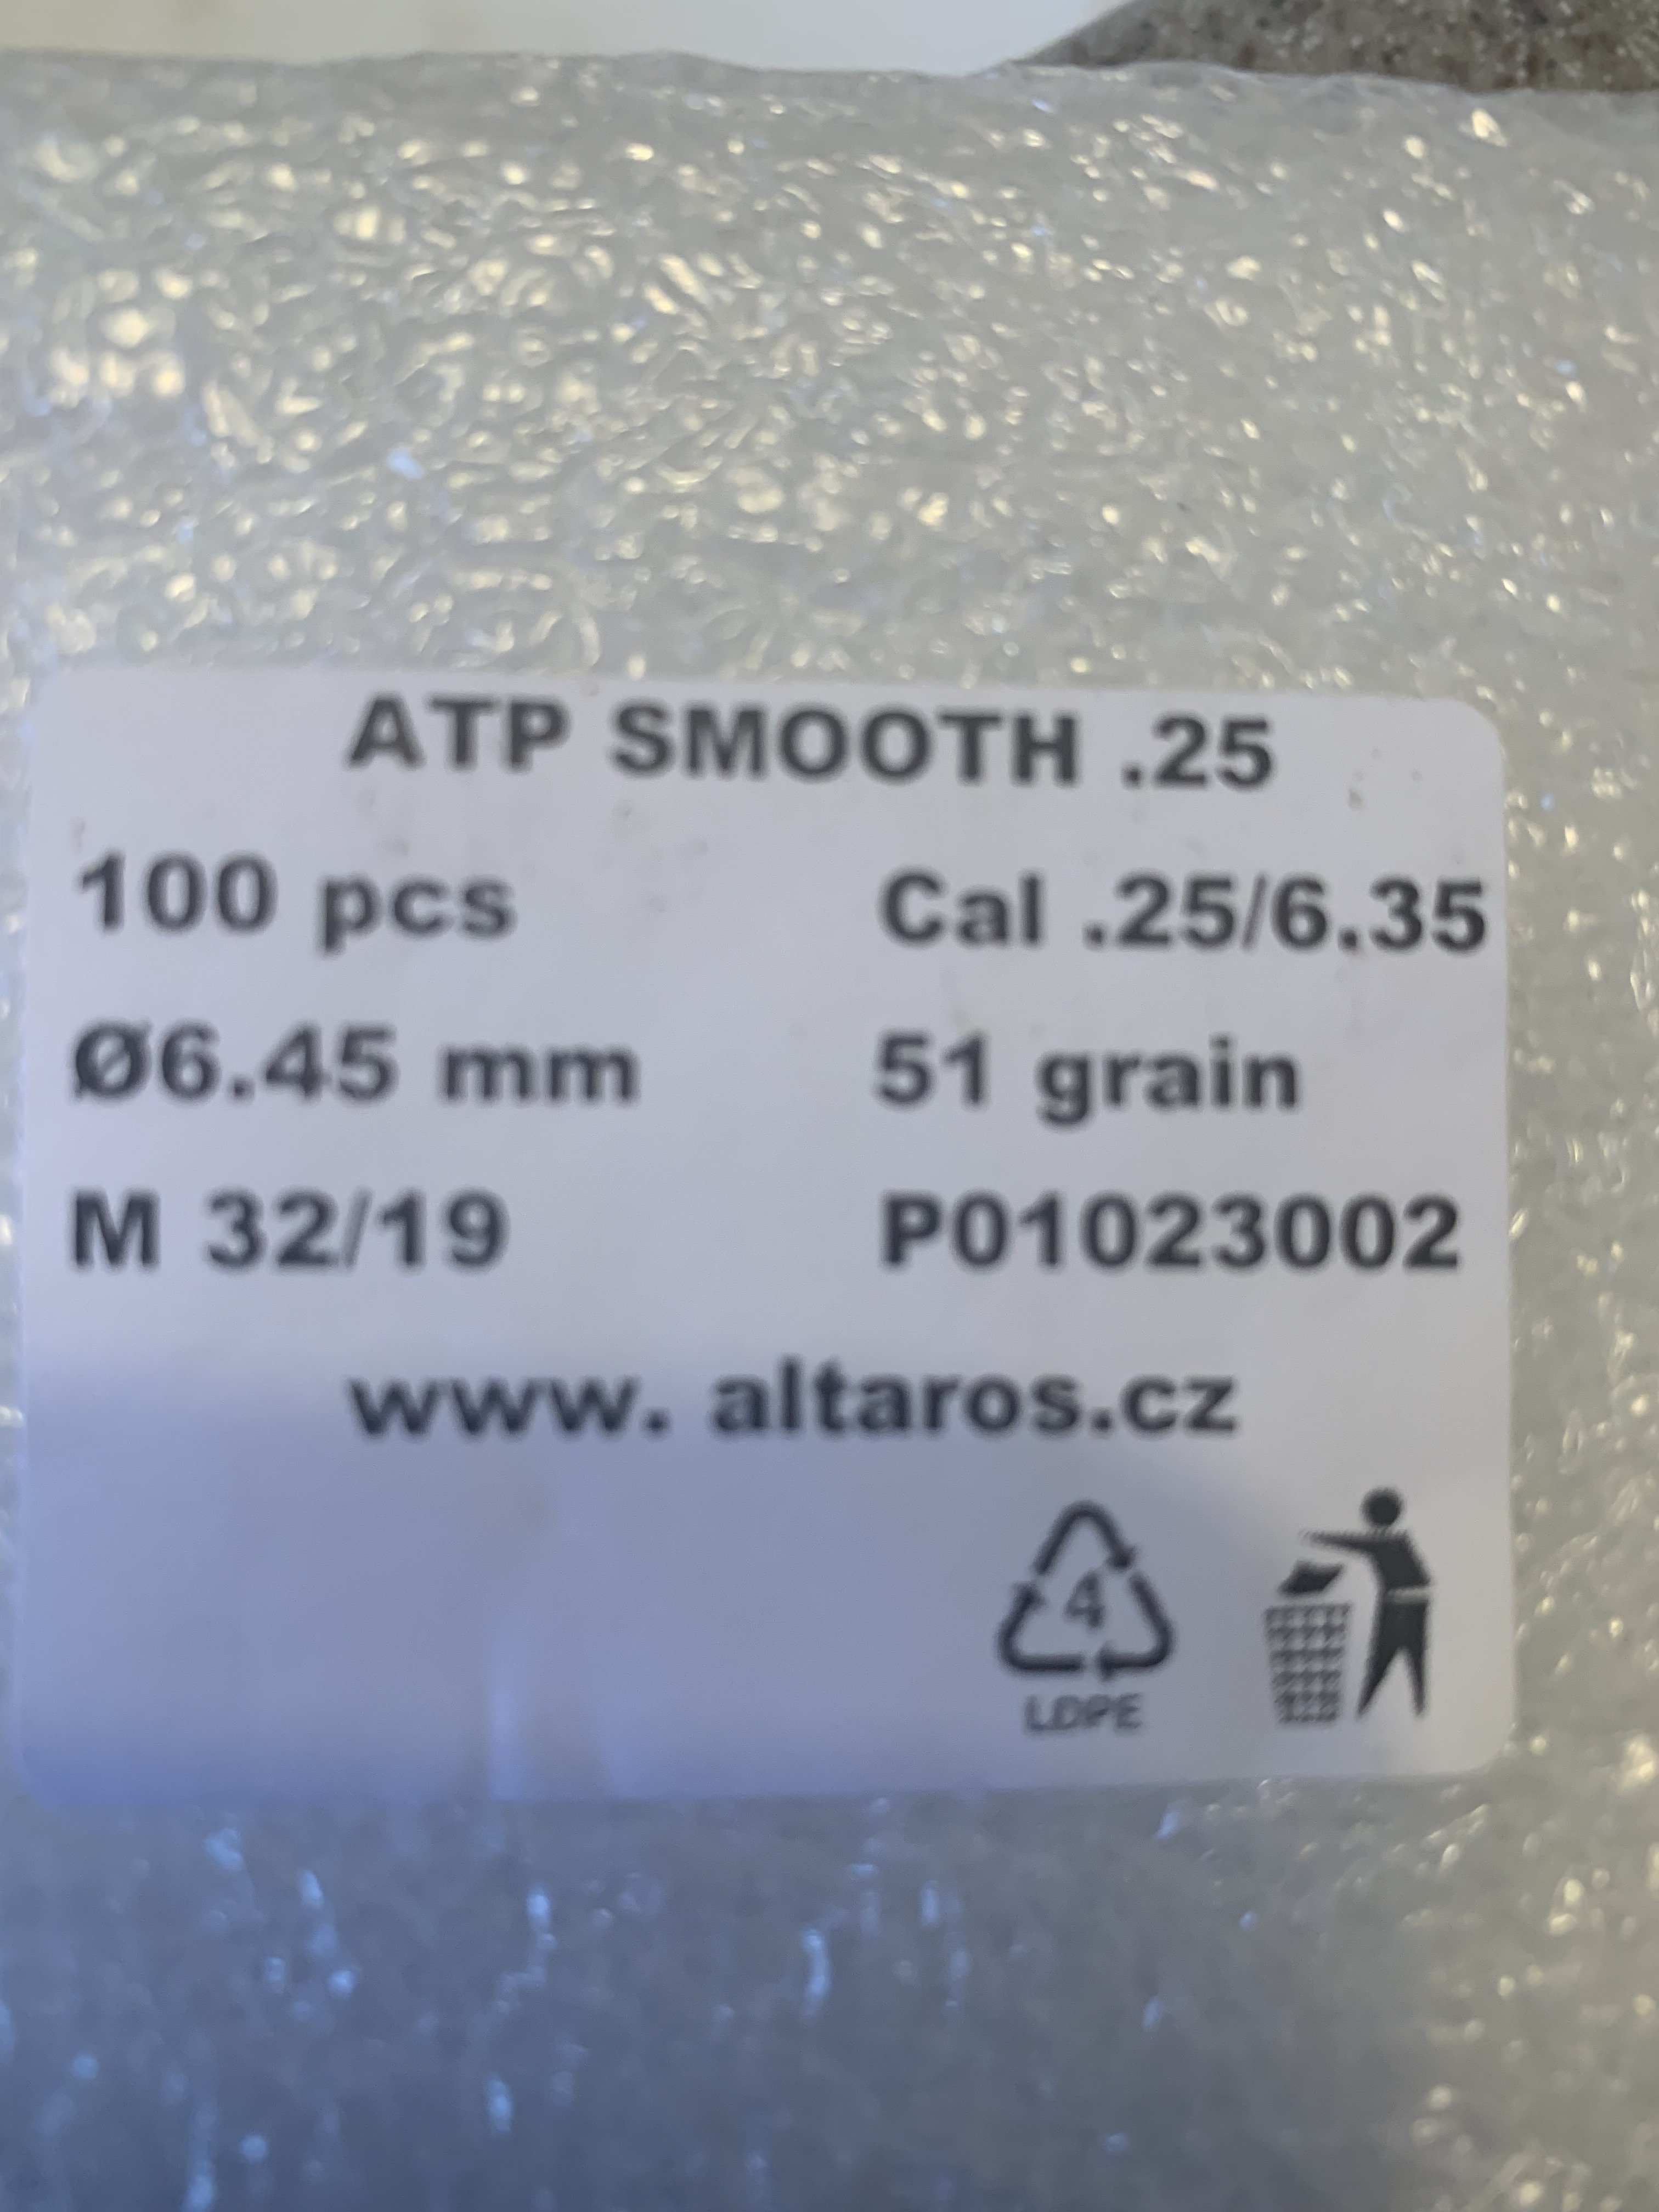 ATP SMOOTH .25
100 pcs Cal .25/6.35
Ø6.45 mm 51 grain
M 32/19 P01023002
www. altaros.cz
4
LDPE